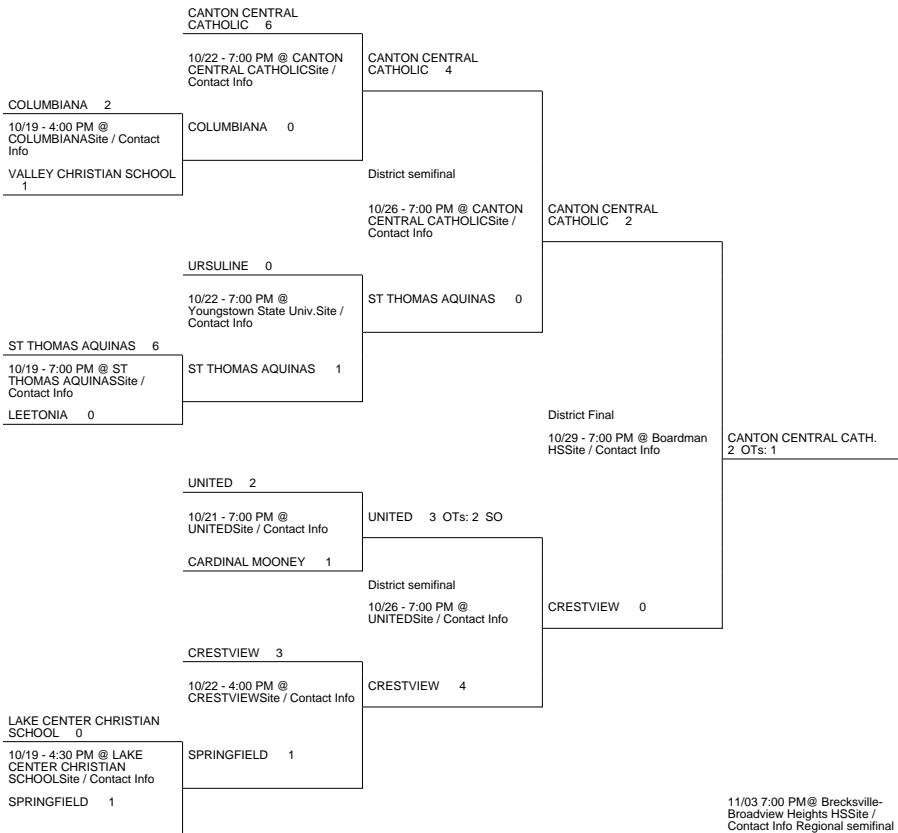 CANTON CENTRAL
CATHOLIC 6
10/22 - 7:00 PM @ CANTON
CENTRAL CATHOLICSite /
Contact Info
CANTON CENTRAL
CATHOLIC 4
COLUMBIANA 2
10/19 - 4:00 PM @
COLUMBIANASite / Contact
Info
COLUMBIANA 0
VALLEY CHRISTIAN SCHOOL
1
District semifinal
10/26 - 7:00 PM @ CANTON
CENTRAL CATHOLICSite /
Contact Info
CANTON CENTRAL
CATHOLIC 2
URSULINE 0
10/22 - 7:00 PM @
Youngstown State Univ.Site /
Contact Info
ST THOMAS AQUINAS 0
ST THOMAS AQUINAS 6
10/19 - 7:00 PM @ ST
THOMAS AQUINASSite /
Contact Info
ST THOMAS AQUINAS 1
LEETONIA 0
District Final
10/29 - 7:00 PM @ Boardman
HSSite / Contact Info
CANTON CENTRAL CATH.
2 OTs: 1
UNITED 2
10/21 - 7:00 PM @
UNITEDSite / Contact Info
UNITED 3 OTs: 2 SO
CARDINAL MOONEY 1
District semifinal
10/26 - 7:00 PM @
UNITEDSite / Contact Info
CRESTVIEW 0
CRESTVIEW 3
10/22 - 4:00 PM @
CRESTVIEWSite / Contact Info
CRESTVIEW 4
LAKE CENTER CHRISTIAN
SCHOOL 0
10/19 - 4:30 PM @ LAKE
CENTER CHRISTIAN
SCHOOLSite / Contact Info
SPRINGFIELD 1
SPRINGFIELD 1
11/03 7:00 PM@ Brecksville-
Broadview Heights HSSite /
Contact Info Regional semifinal